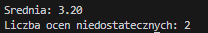 Srednia: 3.20
Liczba ocen niedostatecznych: 2